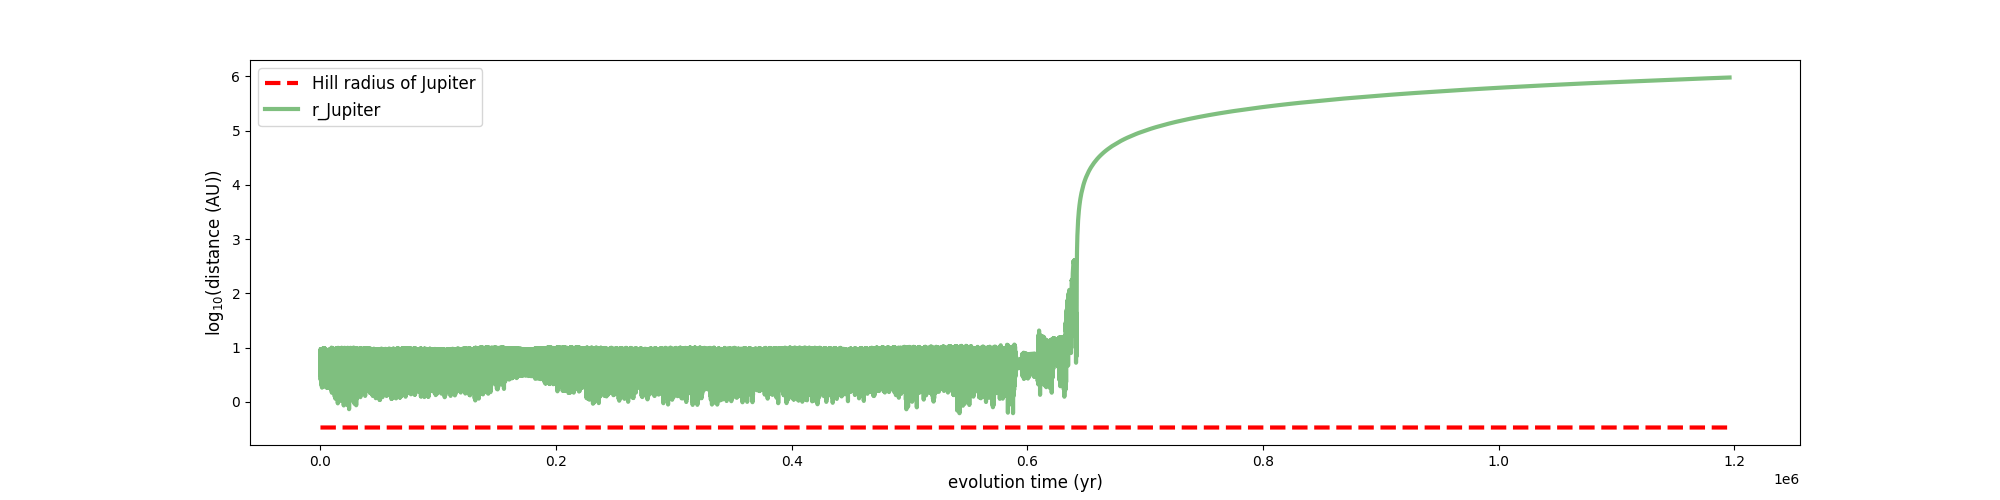 Hill radius of Jupiter
r_Jupiter
log10(distance (AU))
6
5
4
3
2
1
0
0.0 0.2 0.4 0.6 0.8 1.0 1.2
1e6
evolution time (yr)